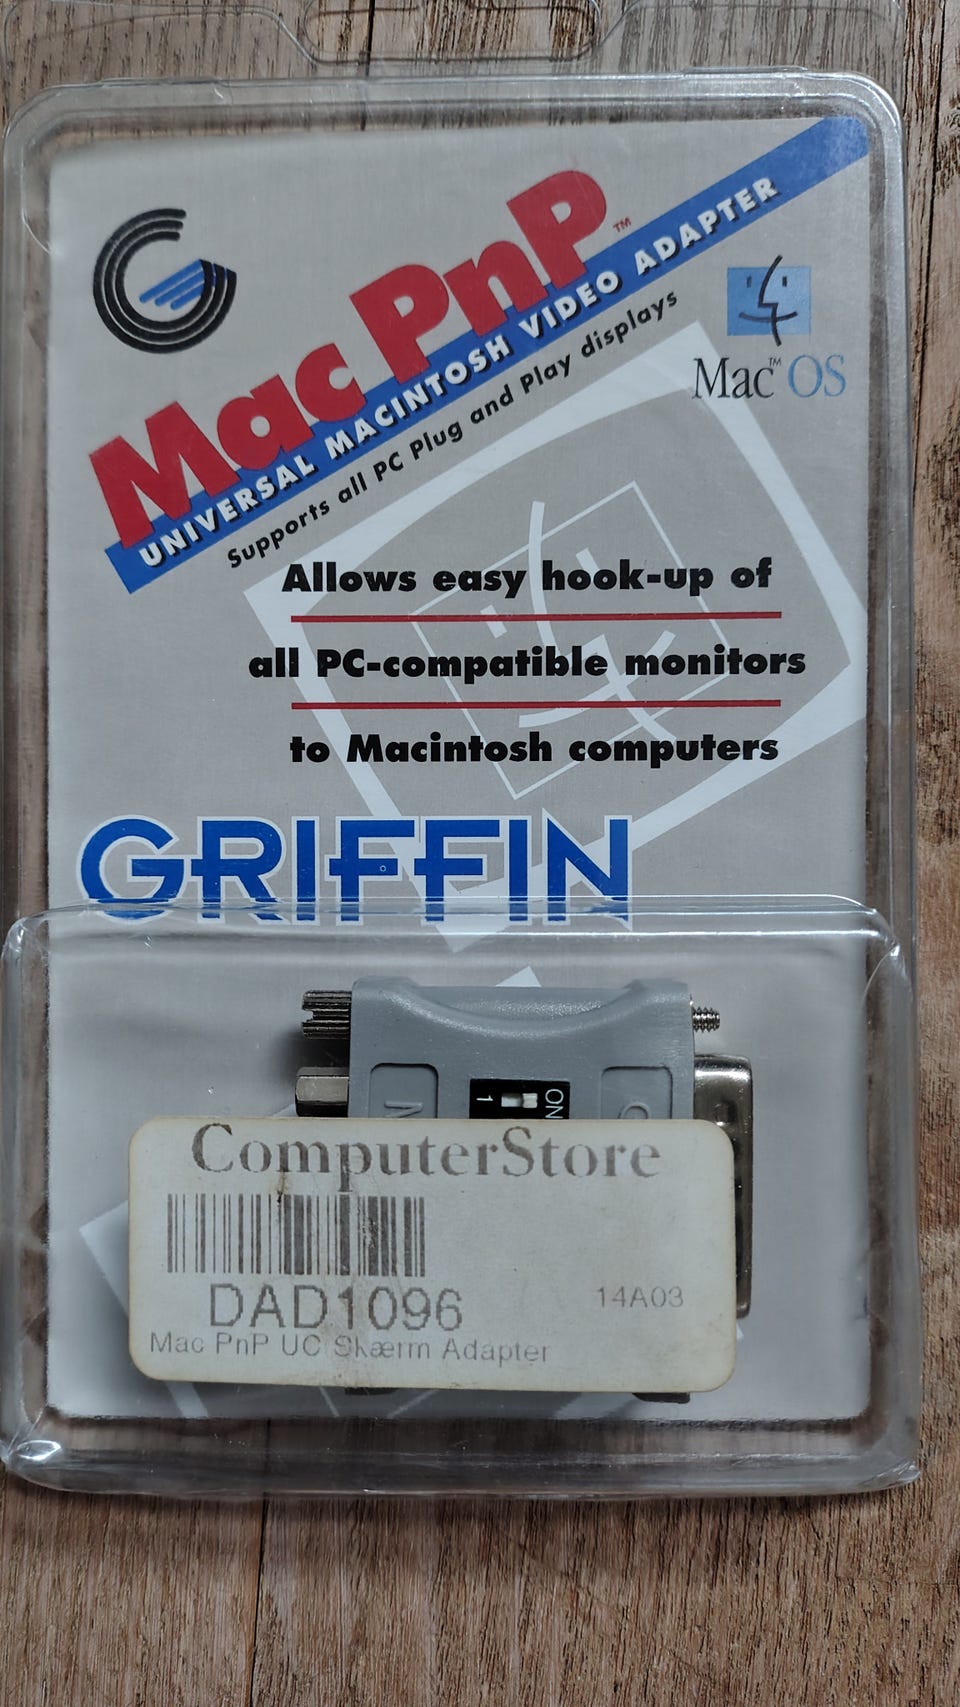 Mac PnP™
UNIVERSAL MACINTOSH VIDEO ADAPTER
Supports all PC Plug and Play displays
Mac™ OS
Allows easy hook-up of
all PC-compatible monitors
to Macintosh computers
GRIFFIN
ON
1
ComputerStore
DAD1096
14A03
Mac PnP UC Skærm Adapter